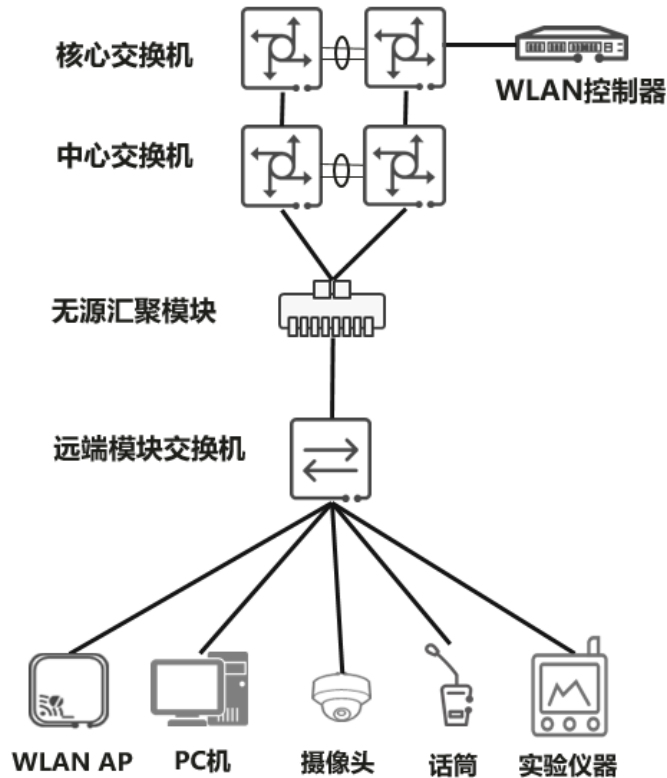 核心交换机
WLAN控制器
中心交换机
无源汇聚模块
远端模块交换机
WLAN AP
PC机
摄像头
话筒
实验仪器